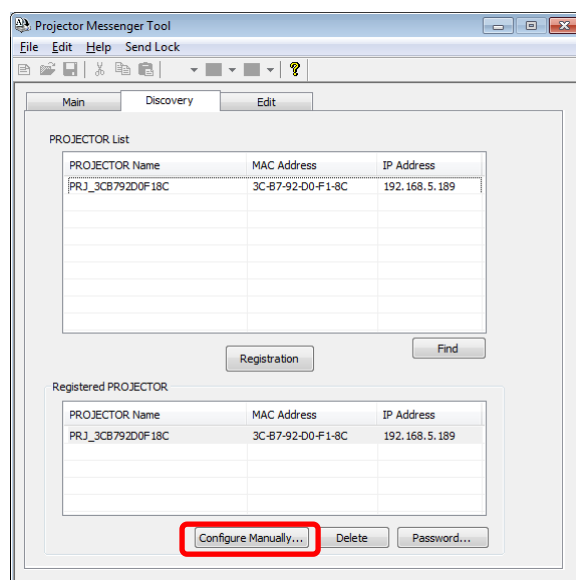 Projector Messenger Tool
File Edit Help Send Lock
Main Discovery Edit
PROJECTOR List
PROJECTOR Name MAC Address IP Address
PRJ_3CB792D0F18C 3C-B7-92-D0-F1-8C 192.168.5.189
Find
Registration
Registered PROJECTOR
PROJECTOR Name MAC Address IP Address
PRJ_3CB792D0F18C 3C-B7-92-D0-F1-8C 192.168.5.189
Configure Manually... Delete Password...